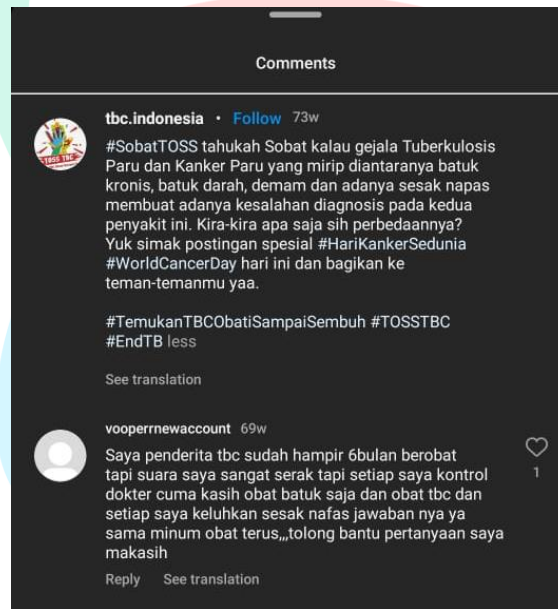 Comments
tbc.indonesia • Follow 73w
#SobatTOSS tahukah Sobat kalau gejala Tuberkulosis
Paru dan Kanker Paru yang mirip diantaranya batuk
kronis, batuk darah, demam dan adanya sesak napas
membuat adanya kesalahan diagnosis pada kedua
penyakit ini. Kira-kira apa saja sih perbedaannya?
Yuk simak postingan spesial #HariKankerSedunia
#WorldCancerDay hari ini dan bagikan ke
teman-temanmu yaa.
#TemukanTBCObatiSampaiSembuh #TOSSTBC
#EndTB less
See translation
vooperrnewaccount 69w
Saya penderita tbc sudah hampir 6bulan berobat
tapi suara saya sangat serak tapi setiap saya kontrol
dokter cuma kasih obat batuk saja dan obat tbc dan
setiap saya keluhkan sesak nafas jawaban nya ya
sama minum obat terus,,,tolong bantu pertanyaan saya
makasih
1
Reply See translation
TOSS TBC